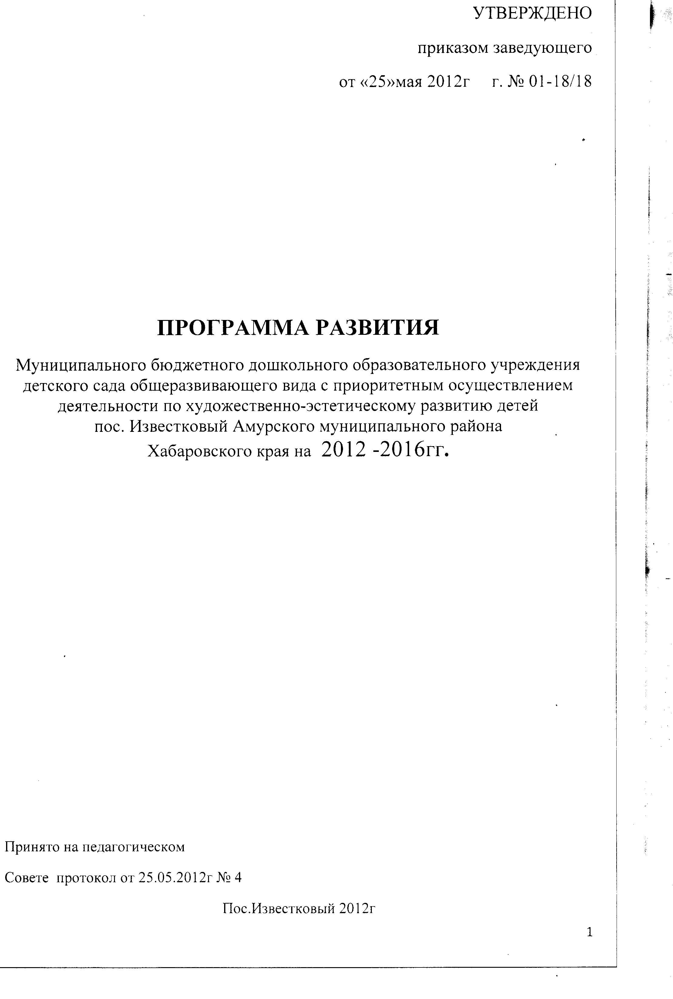 УТВЕРЖДЕНО
приказом заведующего
от «25»мая 2012г г. № 01-18/18
ПРОГРАММА РАЗВИТИЯ
Муниципального бюджетного дошкольного образовательного учреждения
детского сада общеразвивающего вида с приоритетным осуществлением
деятельности по художественно-эстетическому развитию детей
пос. Известковый Амурского муниципального района
Хабаровского края на 2012 -2016гг.
Принято на педагогическом
Совете протокол от 25.05.2012г № 4
Пос.Известковый 2012г
1